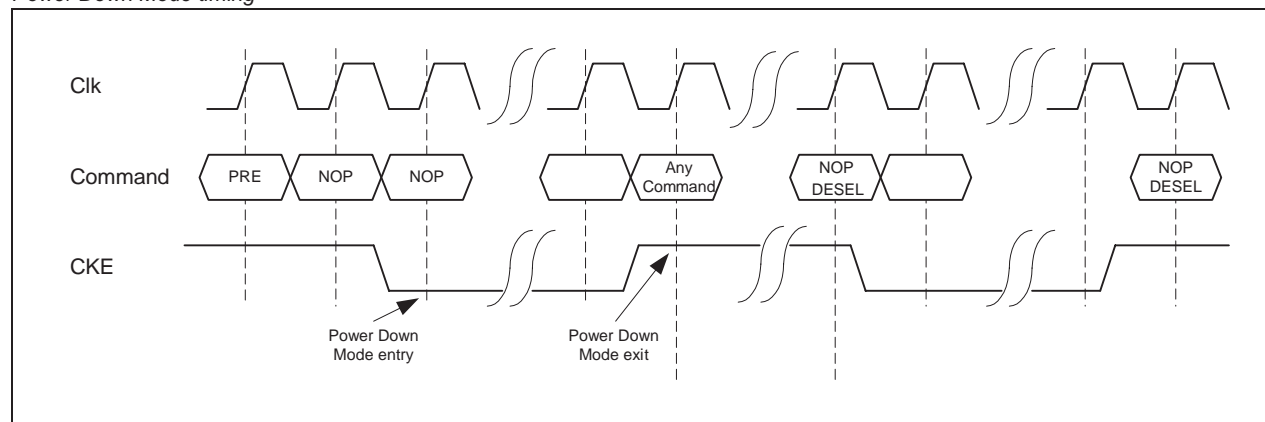 Power Down Mode timing
Clk
Command
PRE
NOP
NOP
Any
Command
NOP
DESEL
NOP
DESEL
CKE
Power Down
Mode entry
Power Down
Mode exit